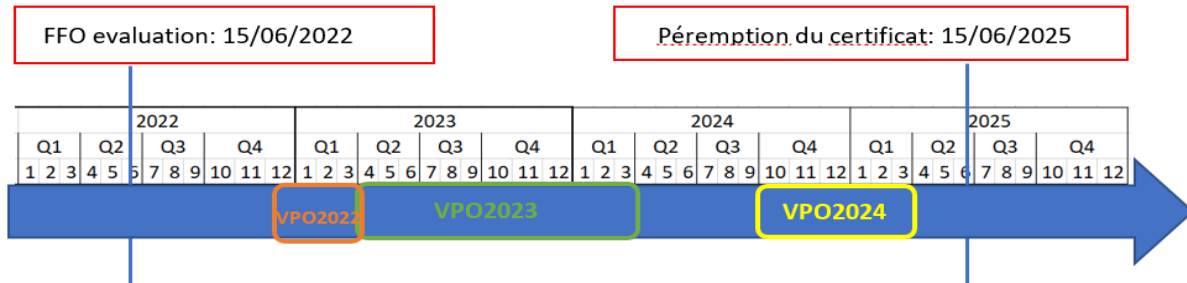 FFO evaluation: 15/06/2022
Péremption du certificat: 15/06/2025
2022 2023 2024 2025
Q1 Q2 Q3 Q4 Q1 Q2 Q3 Q4 Q1 Q2 Q3 Q4 Q1 Q2 Q3 Q4
1 2 3 4 5 6 7 8 9 10 11 12 1 2 3 4 5 6 7 8 9 10 11 12 1 2 3 4 5 6 7 8 9 10 11 12 1 2 3 4 5 6 7 8 9 10 11 12
VPO2022 VPO2023 VPO2024